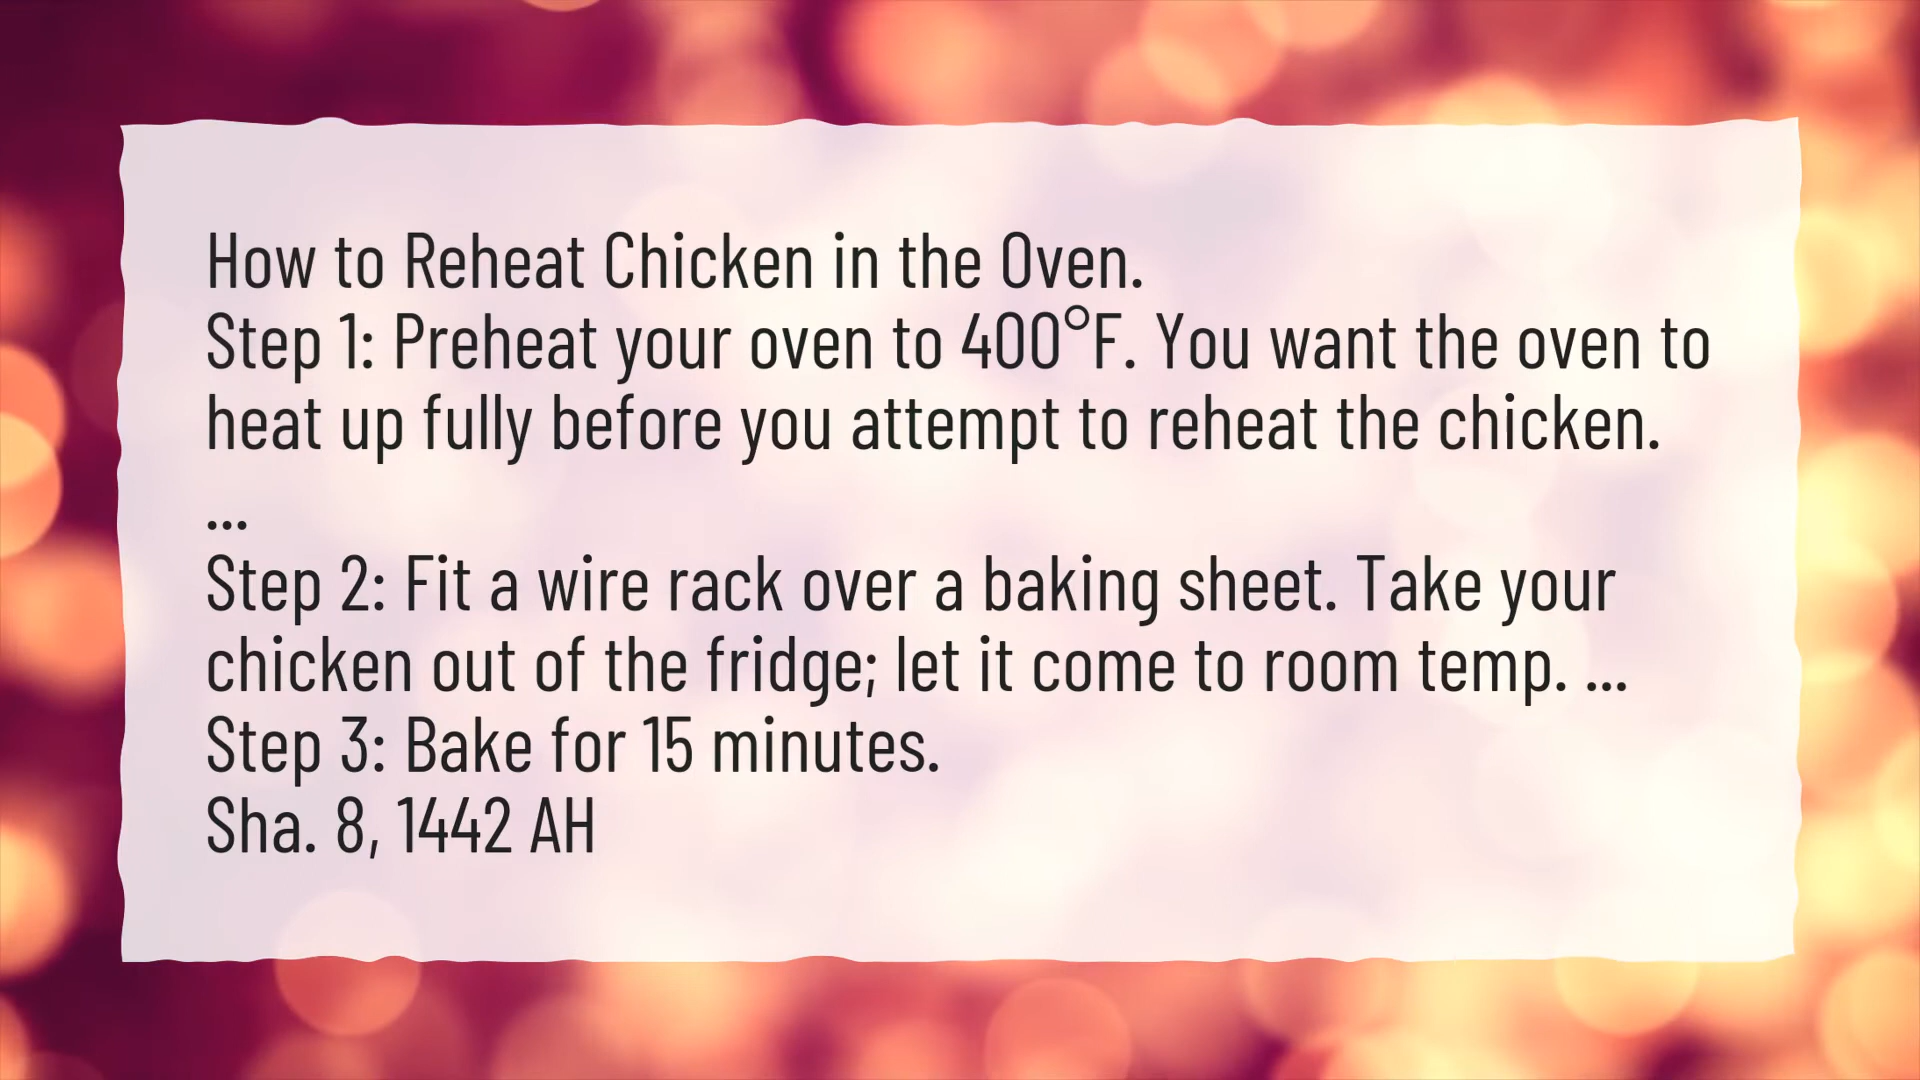 How to Reheat Chicken in the Oven.
Step 1: Preheat your oven to 400°F. You want the oven to
heat up fully before you attempt to reheat the chicken.
...
Step 2: Fit a wire rack over a baking sheet. Take your
chicken out of the fridge; let it come to room temp. ...
Step 3: Bake for 15 minutes.
Sha. 8, 1442 AH